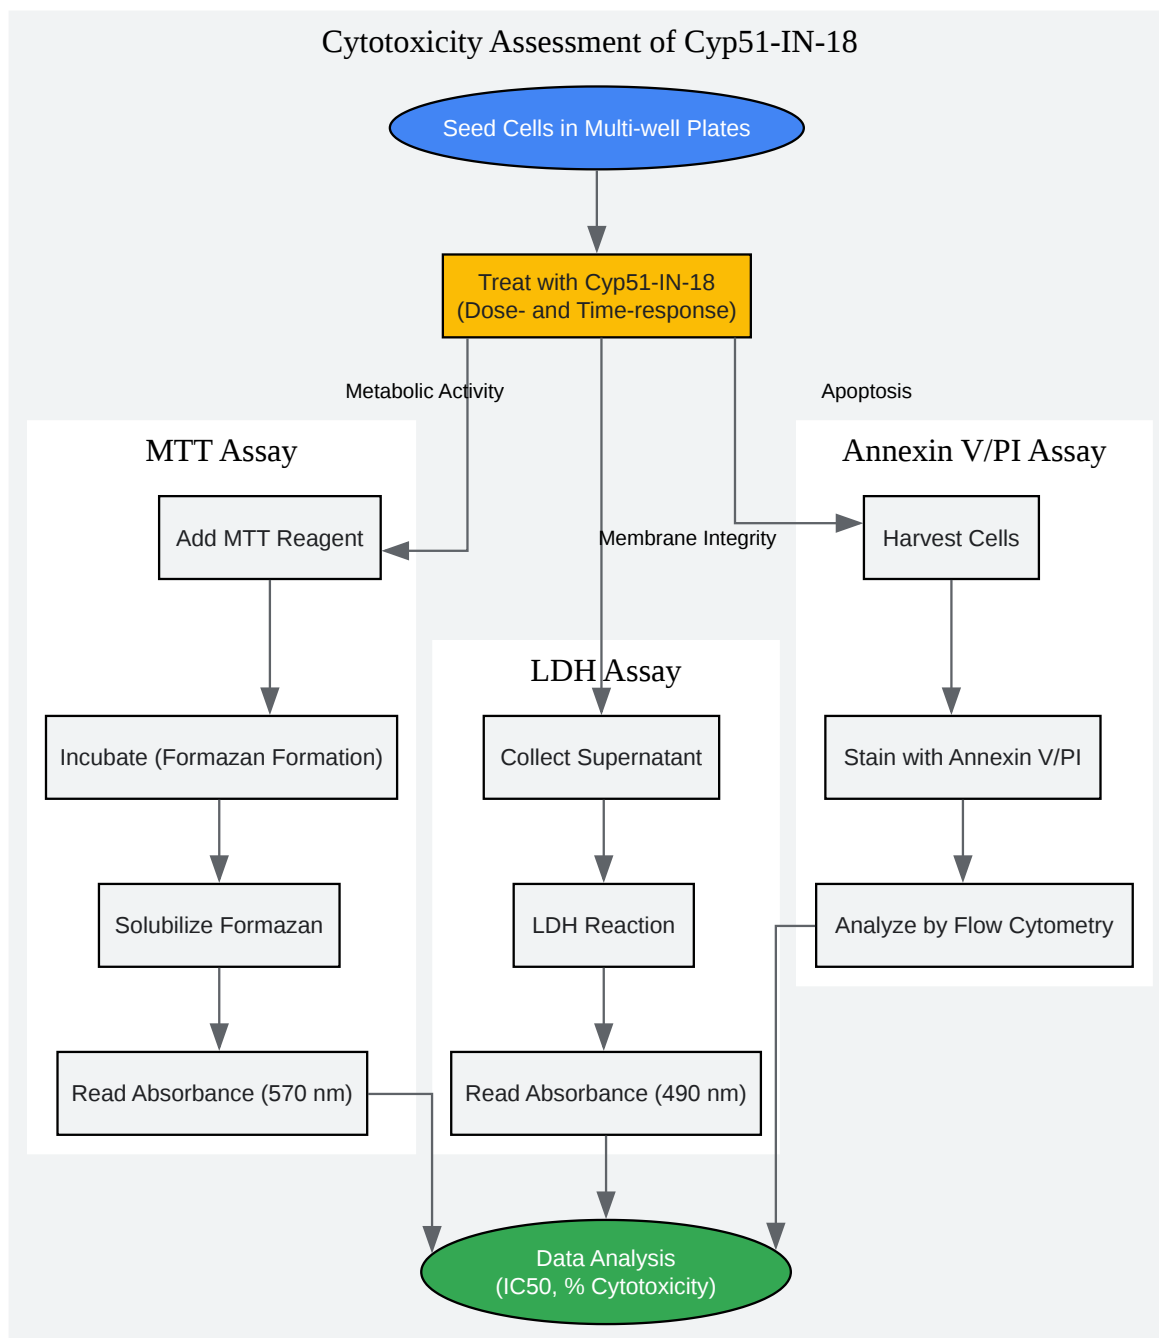 Cytotoxicity Assessment of Cyp51-IN-18
Seed Cells in Multi-well Plates
Treat with Cyp51-IN-18
(Dose- and Time-response)
Metabolic Activity
Apoptosis
MTT Assay
Annexin V/PI Assay
Add MTT Reagent
Membrane Integrity
Harvest Cells
LDH Assay
Incubate (Formazan Formation)
Collect Supernatant
Stain with Annexin V/PI
Solubilize Formazan
LDH Reaction
Analyze by Flow Cytometry
Read Absorbance (570 nm)
Read Absorbance (490 nm)
Data Analysis
(IC50, % Cytotoxicity)